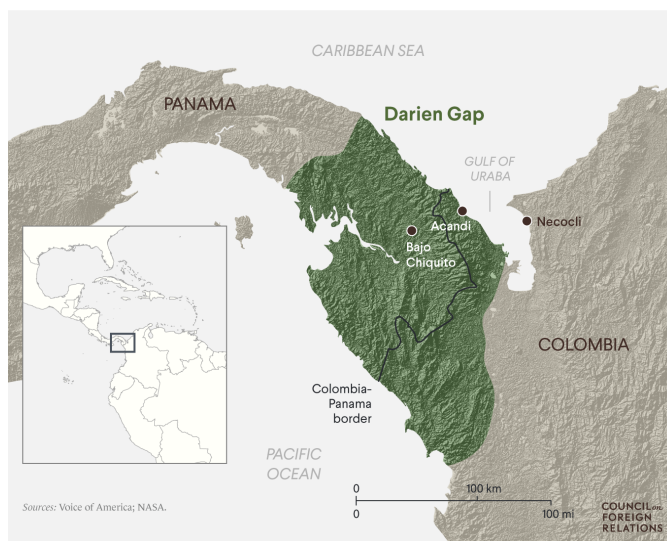 CARIBBEAN SEA
PANAMA
Darien Gap
GULF OF
URABA
Acandi
Necocli
Bajo
Chiquito
COLOMBIA
Colombia-
Panama
border
PACIFIC
OCEAN
0 100 km
0 100 mi
Sources: Voice of America; NASA.
COUNCIL on
FOREIGN
RELATIONS